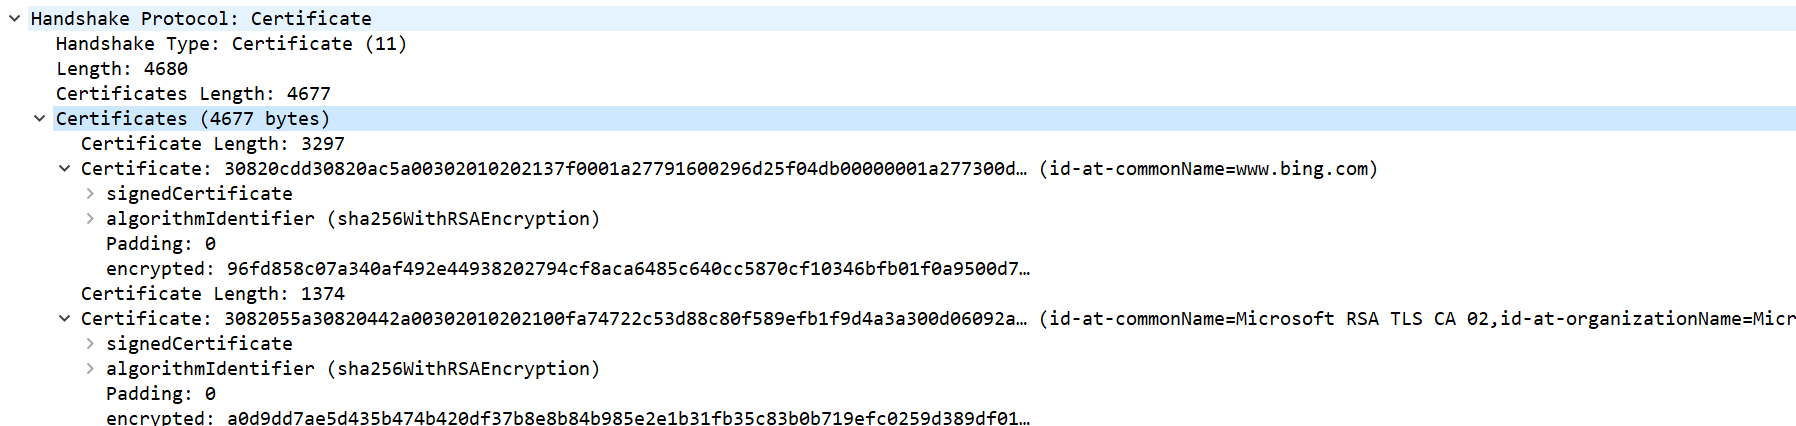 Handshake Protocol: Certificate
Handshake Type: Certificate (11)
Length: 4680
Certificates Length: 4677
Certificates (4677 bytes)
Certificate Length: 3297
Certificate: 30820cdd30820ac5a00302010202137f0001a27791600296d25f04db00000001a277300d… (id-at-commonName=www.bing.com)
signedCertificate
algorithmIdentifier (sha256WithRSAEncryption)
Padding: 0
encrypted: 96fd858c07a340af492e44938202794cf8aca6485c640cc5870cf10346bfb01f0a9500d7…
Certificate Length: 1374
Certificate: 3082055a30820442a00302010202100fa74722c53d88c80f589efb1f9d4a3a300d06092a… (id-at-commonName=Microsoft RSA TLS CA 02,id-at-organizationName=Micr
signedCertificate
algorithmIdentifier (sha256WithRSAEncryption)
Padding: 0
encrypted: a0d9dd7ae5d435b474b420df37b8e8b84b985e2e1b31fb35c83b0b719efc0259d389df01…